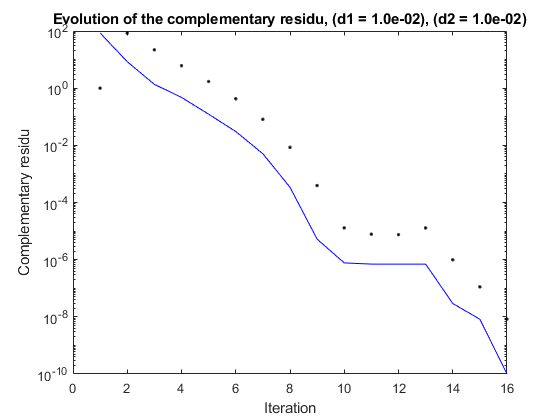 Evolution of the complementary residu, (d1 = 1.0e-02), (d2 = 1.0e-02)
10^2
10^0
10^-2
10^-4
10^-6
10^-8
10^-10
Complementary residu
0 2 4 6 8 10 12 14 16
Iteration